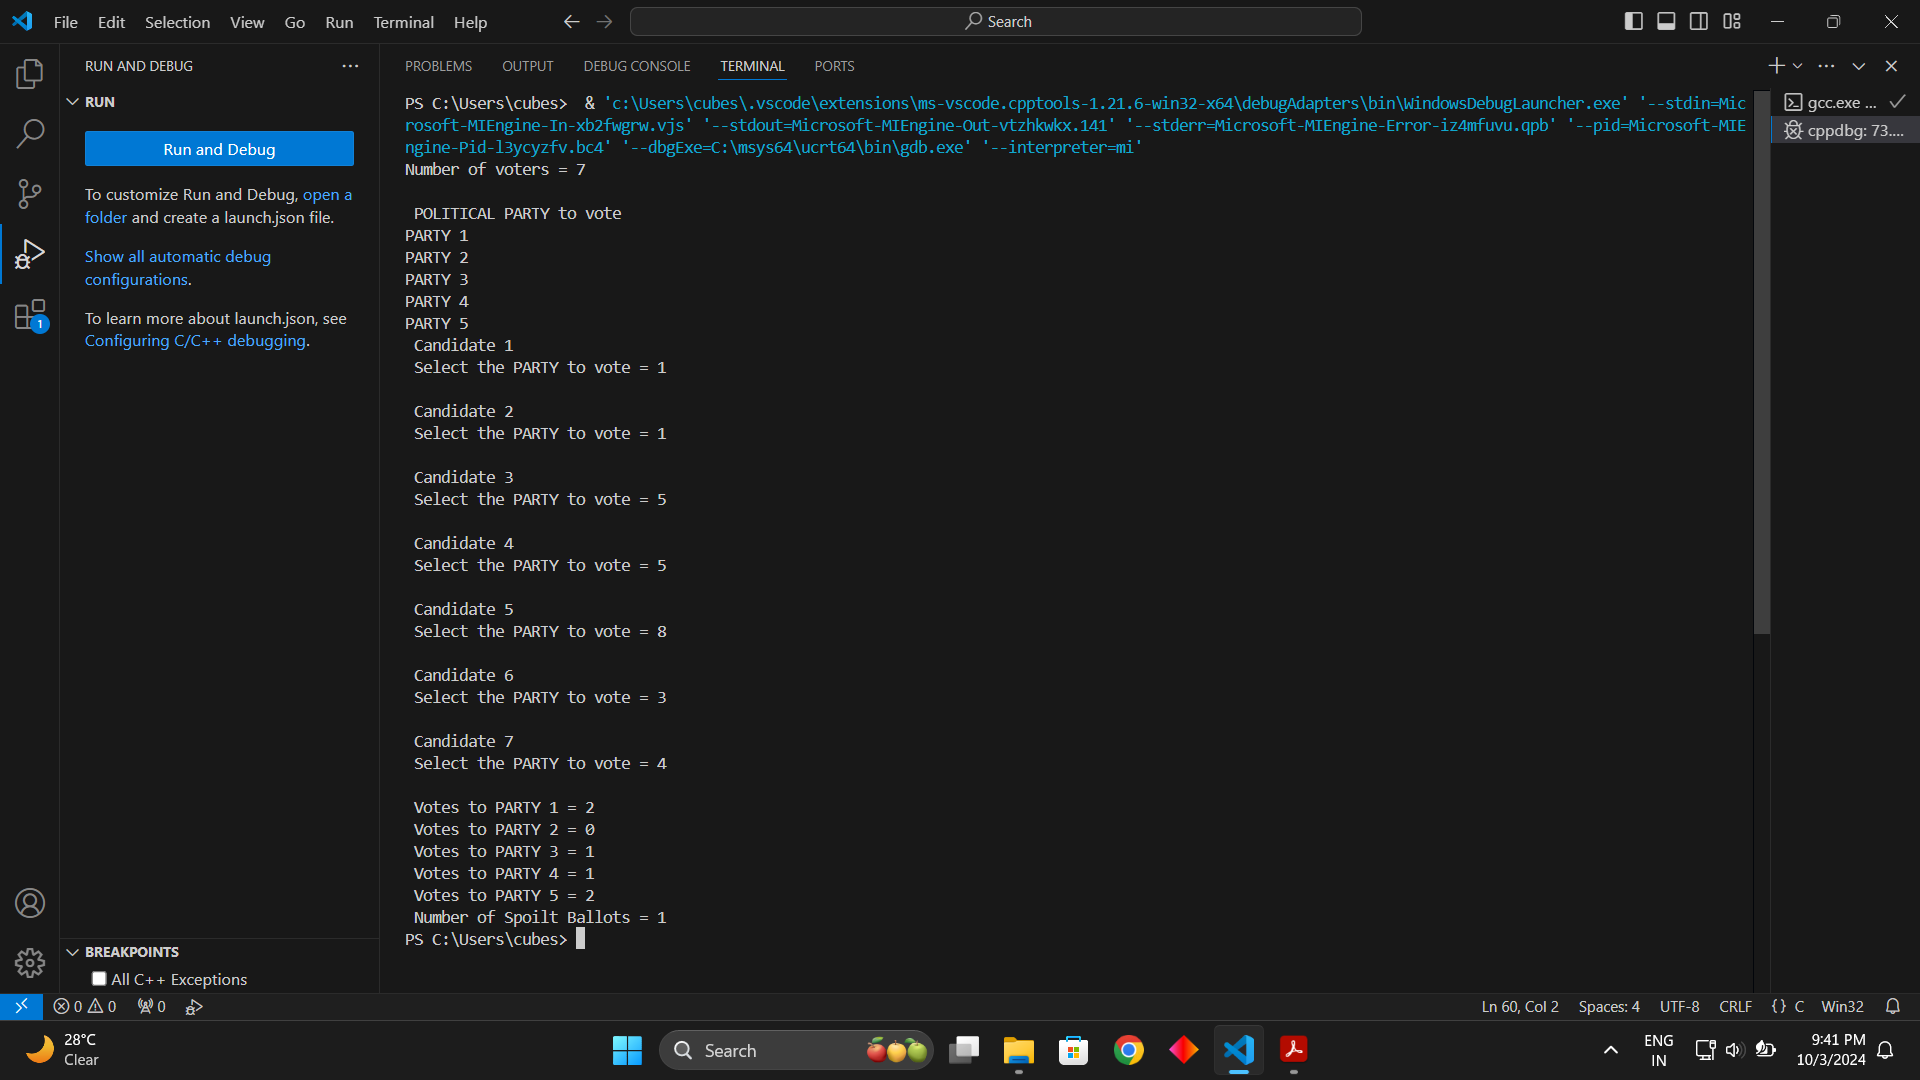 File Edit Selection View Go Run Terminal Help
Search
RUN AND DEBUG
RUN
Run and Debug
To customize Run and Debug, open a
folder and create a launch.json file.
Show all automatic debug
configurations.
To learn more about launch.json, see
Configuring C/C++ debugging.
1
BREAKPOINTS
All C++ Exceptions
PROBLEMS OUTPUT DEBUG CONSOLE TERMINAL PORTS
PS C:\Users\cubes>  & 'c:\Users\cubes\.vscode\extensions\ms-vscode.cpptools-1.21.6-win32-x64\debugAdapters\bin\WindowsDebugLauncher.exe' '--stdin=Mic
rosoft-MIEngine-In-xb2fwgrw.vjs' '--stdout=Microsoft-MIEngine-Out-vtzhkwkx.141' '--stderr=Microsoft-MIEngine-Error-iz4mfuvu.qpb' '--pid=Microsoft-MIE
ngine-Pid-l3ycyzfv.bc4' '--dbgExe=C:\msys64\ucrt64\bin\gdb.exe' '--interpreter=mi'
Number of voters = 7
POLITICAL PARTY to vote
PARTY 1
PARTY 2
PARTY 3
PARTY 4
PARTY 5
Candidate 1
Select the PARTY to vote = 1
Candidate 2
Select the PARTY to vote = 1
Candidate 3
Select the PARTY to vote = 5
Candidate 4
Select the PARTY to vote = 5
Candidate 5
Select the PARTY to vote = 8
Candidate 6
Select the PARTY to vote = 3
Candidate 7
Select the PARTY to vote = 4
Votes to PARTY 1 = 2
Votes to PARTY 2 = 0
Votes to PARTY 3 = 1
Votes to PARTY 4 = 1
Votes to PARTY 5 = 2
Number of Spoilt Ballots = 1
PS C:\Users\cubes>
gcc.exe ...
cppdbg: 73....
0 0 0
Ln 60, Col 2 Spaces: 4 UTF-8 CRLF {} C Win32
28°C
Clear
Search
ENG
IN
9:41 PM
10/3/2024